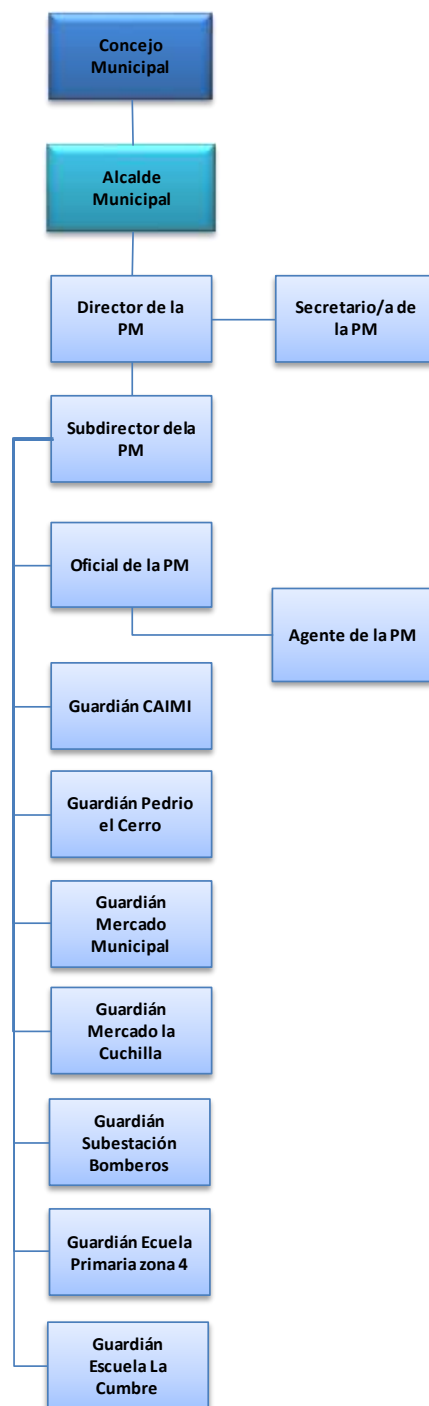 Concejo
Municipal
Alcalde
Municipal
Director de la
PM
Secretario/a de
la PM
Subdirector dela
PM
Oficial de la PM
Agente de la PM
Guardián CAIMI
Guardián Pedrio
el Cerro
Guardián
Mercado
Municipal
Guardián
Mercado la
Cuchilla
Guardián
Subestación
Bomberos
Guardián Ecuela
Primaria zona 4
Guardián
Escuela La
Cumbre